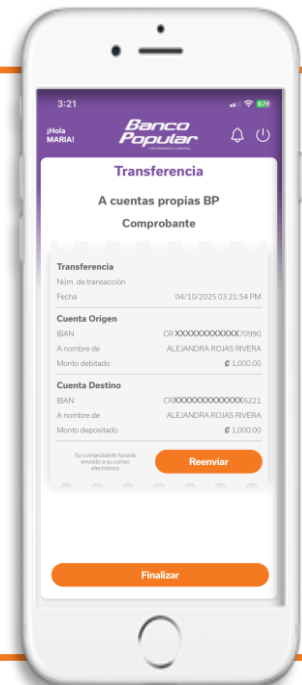 3:21
67
¡Hola
MARIA!
Banco
Popular
Transferencia
A cuentas propias BP
Comprobante
Transferencia
Núm. de transacción
Fecha 04/10/2025 03:21:54 PM
Cuenta Origen
IBAN CRXXXXXXXXXXXX70990
A nombre de ALEJANDRA ROJAS RIVERA
Monto debitado ₡ 1,000.00
Cuenta Destino
IBAN CRXXXXXXXXXXXXX6221
A nombre de ALEJANDRA ROJAS RIVERA
Monto depositado ₡ 1,000.00
Su comprobante ha sido
enviado a su correo
electrónico
Reenviar
Finalizar